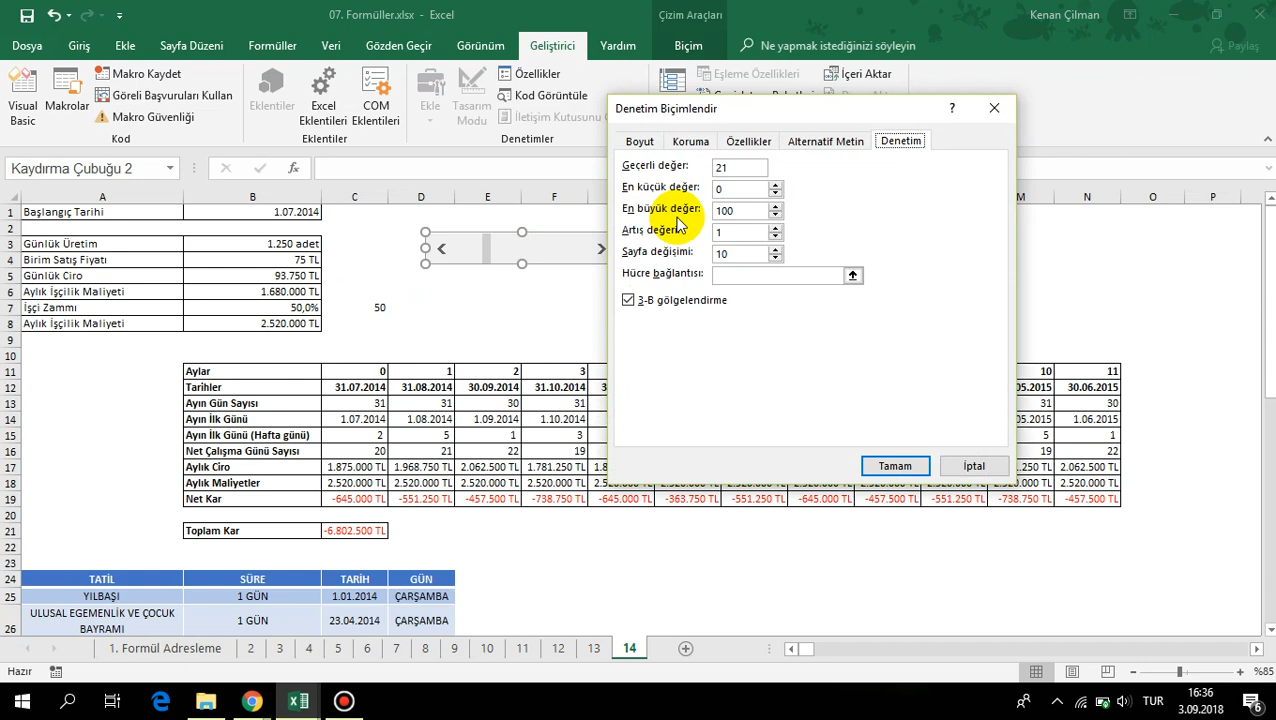 07. Formüller.xlsx - Excel
Çizim Araçları
Kenan Çilman
Dosya Giriş Ekle Sayfa Düzeni Formüller Veri Gözden Geçir Görünüm Geliştirici Yardım Biçim Ne yapmak istediğinizi söyleyin Paylaş
Visual Basic
Makrolar
Makro Kaydet
Göreli Başvuruları Kullan
Makro Güvenliği
Kod
Eklentiler
Excel Eklentileri
COM Eklentileri
Eklentiler
Ekle
Tasarım Modu
Özellikler
Kod Görüntüle
İletişim Kutusunu
Denetimler
Eşleme Özellikleri
İçeri Aktar
Denetim Biçimlendir
Boyut Koruma Özellikler Alternatif Metin Denetim
Geçerli değer: 21
En küçük değer: 0
En büyük değer: 100
Artış değeri: 1
Sayfa değişimi: 10
Hücre bağlantısı:
3-B gölgelendirme
Tamam İptal
Kaydırma Çubuğu 2
fx
A B C D E F M N O P
1 Başlangıç Tarihi 1.07.2014
2
3 Günlük Üretim 1.250 adet
4 Birim Satış Fiyatı 75 TL
5 Günlük Ciro 93.750 TL
6 Aylık İşçilik Maliyeti 1.680.000 TL
7 İşçi Zammı 50,0% 50
8 Aylık İşçilik Maliyeti 2.520.000 TL
9
10
11 Aylar 0 1 2 3 10 11
12 Tarihler 31.07.2014 31.08.2014 30.09.2014 31.10.2014 .05.2015 30.06.2015
13 Ayın Gün Sayısı 31 31 30 31 31 30
14 Ayın İlk Günü 1.07.2014 1.08.2014 1.09.2014 1.10.2014 .05.2015 1.06.2015
15 Ayın İlk Günü (Hafta günü) 2 5 1 3 5 1
16 Net Çalışma Günü Sayısı 20 21 22 19 19 22
17 Aylık Ciro 1.875.000 TL 1.968.750 TL 2.062.500 TL 1.781.250 TL 2.062.500 TL
18 Aylık Maliyetler 2.520.000 TL 2.520.000 TL 2.520.000 TL 2.520.000 TL 2.520.000 TL
19 Net Kar -645.000 TL -551.250 TL -457.500 TL -738.750 TL -645.000 TL -363.750 TL -551.250 TL -645.000 TL -457.500 TL -551.250 TL -738.750 TL -457.500 TL
20
21 Toplam Kar -6.802.500 TL
22
23
24 TATİL SÜRE TARİH GÜN
25 YILBAŞI 1 GÜN 1.01.2014 ÇARŞAMBA
26 ULUSAL EGEMENLİK VE ÇOCUK BAYRAMI 1 GÜN 23.04.2014 ÇARŞAMBA
1. Formül Adresleme 2 3 4 5 6 7 8 9 10 11 12 13 14
Hazır
%85
TUR
16:36
3.09.2018
6